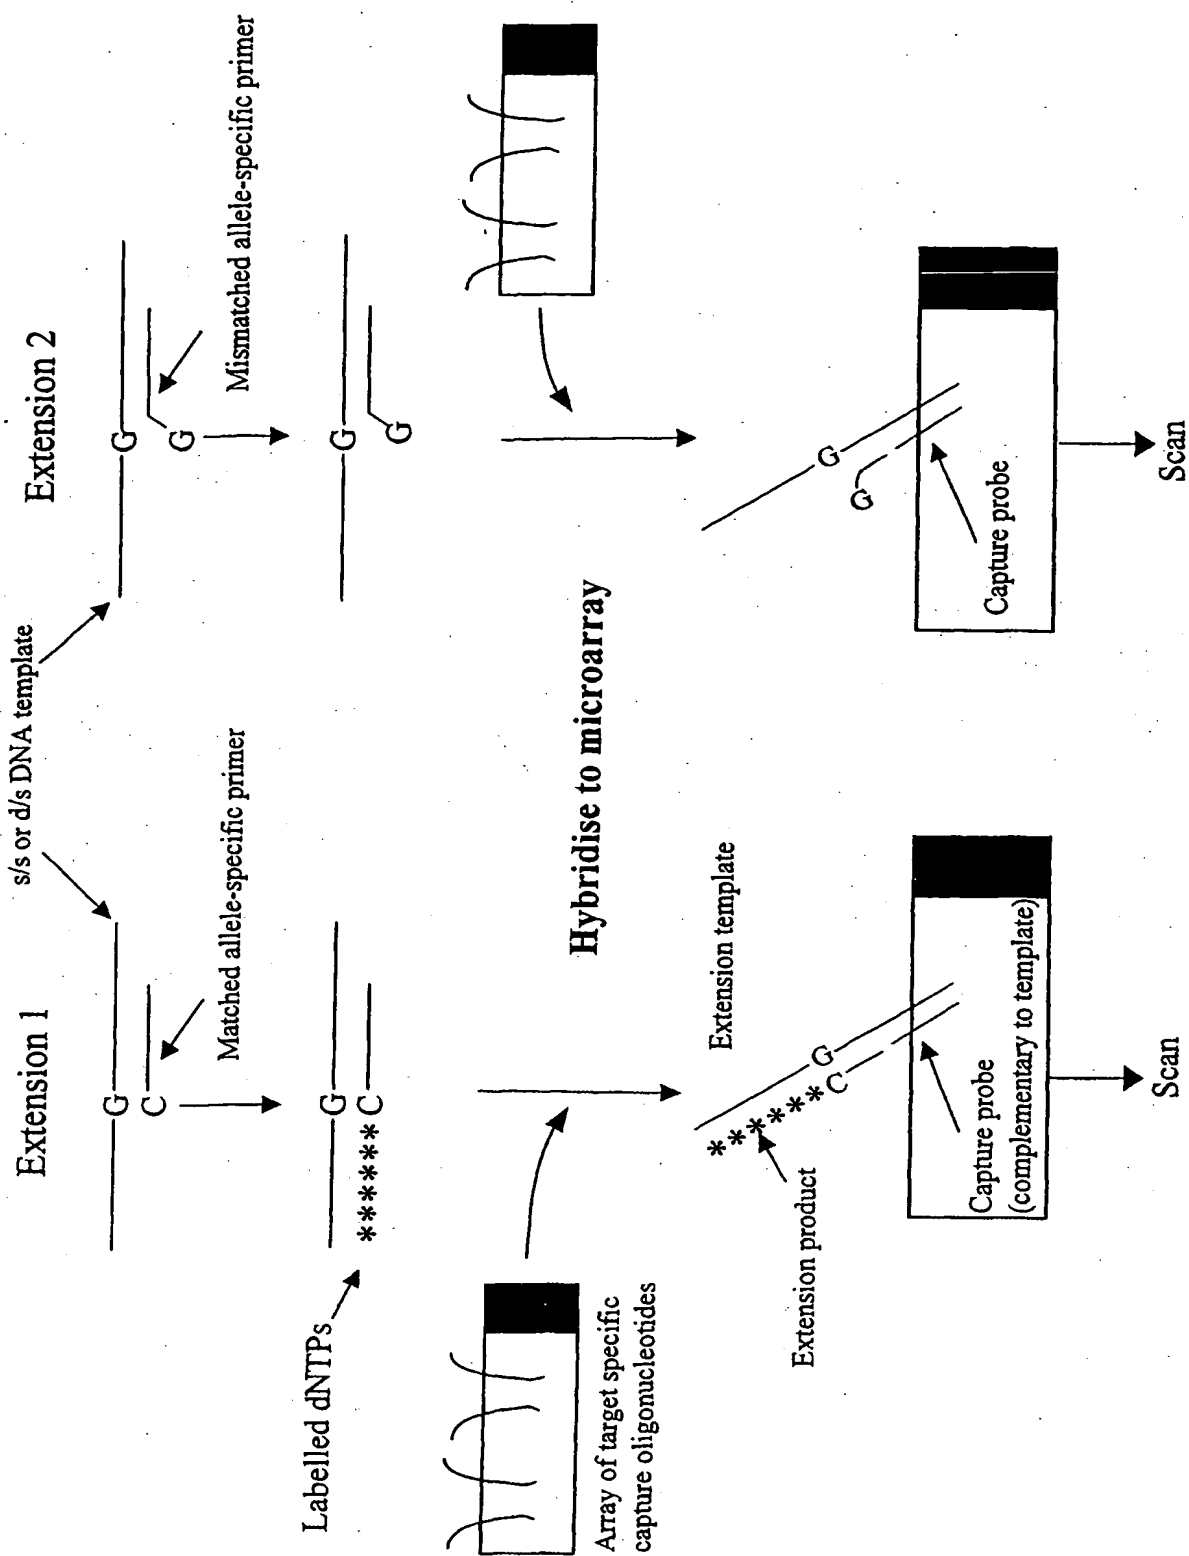 s/s or d/s DNA template
Extension 1
Extension 2
G
C
Matched allele-specific primer
G
G
Mismatched allele-specific primer
Labelled dNTPs
G
******C
G
G
Array of target specific
capture oligonucleotides
Hybridise to microarray
Extension template
G
******C
Extension product
Capture probe
(complementary to template)
Scan
G
G
Capture probe
Scan